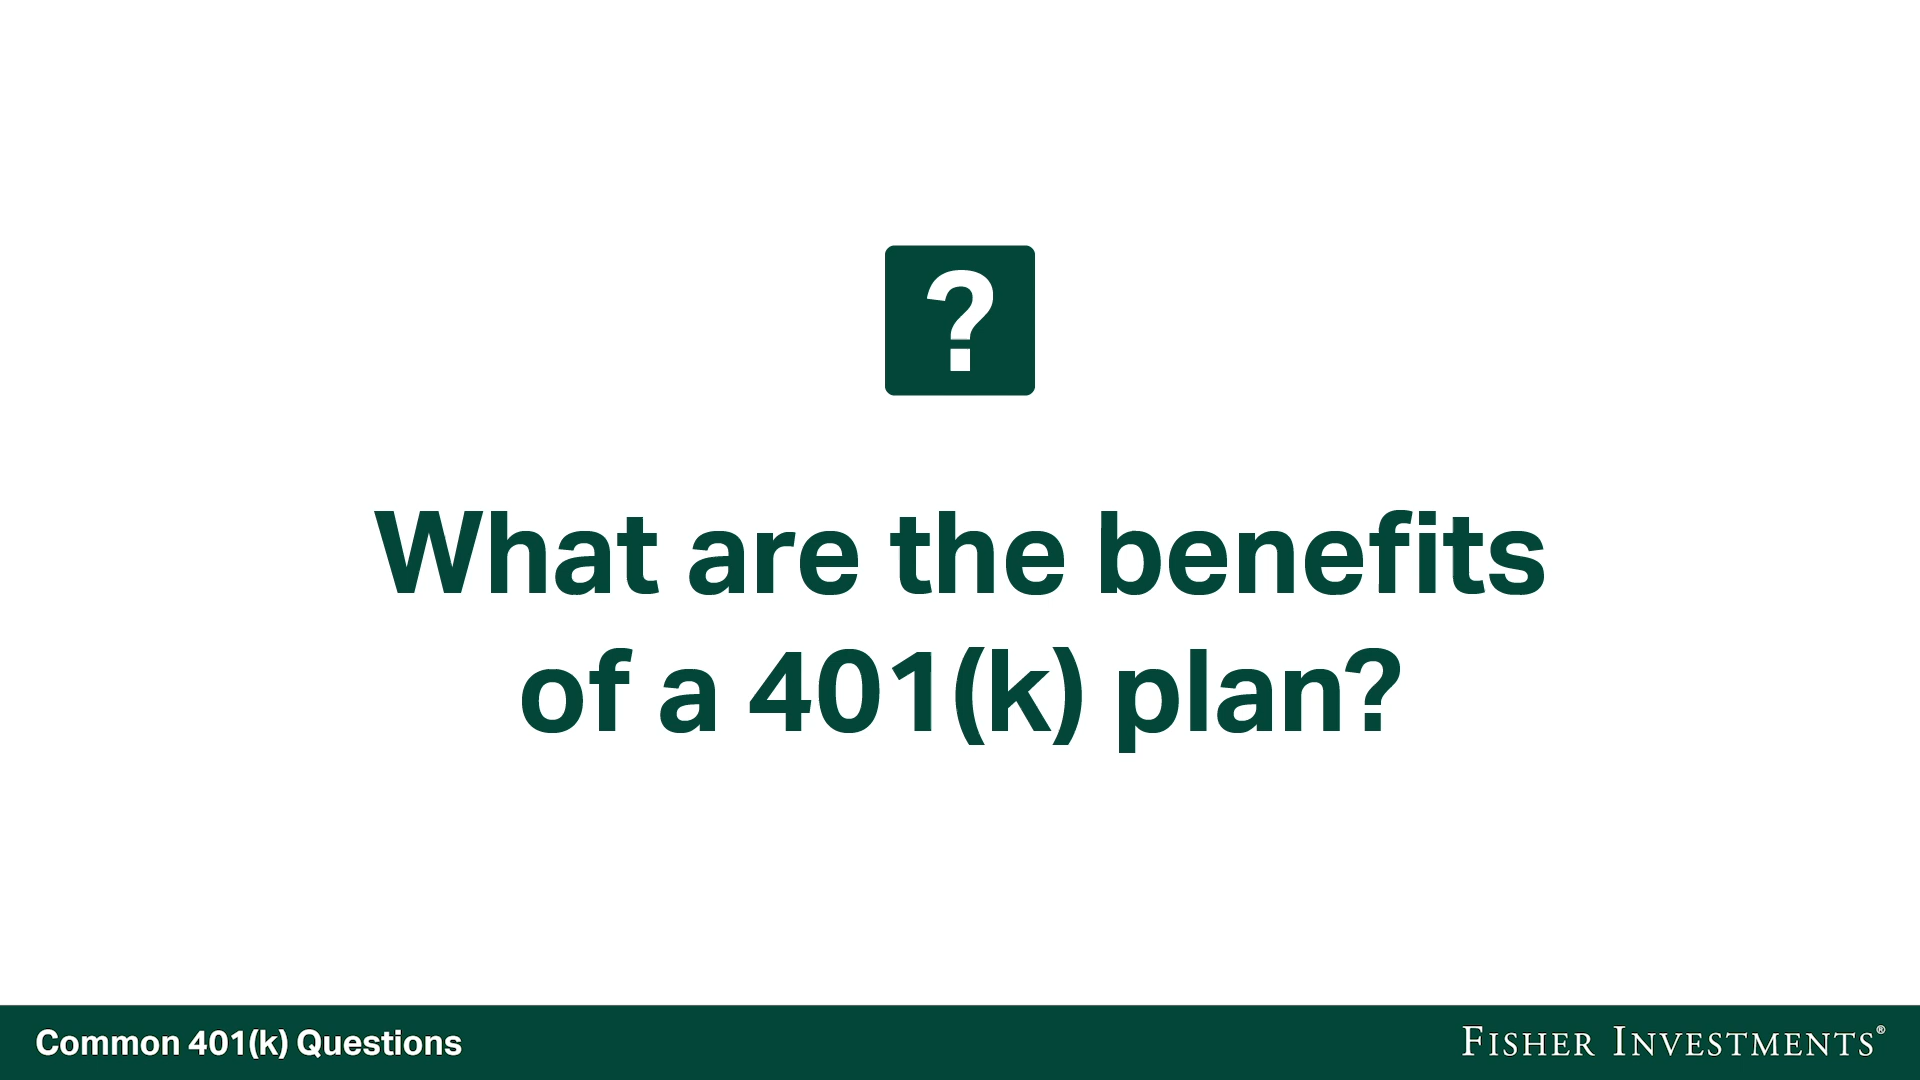 ?
What are the benefits
of a 401(k) plan?
Common 401(k) Questions
FISHER INVESTMENTS®